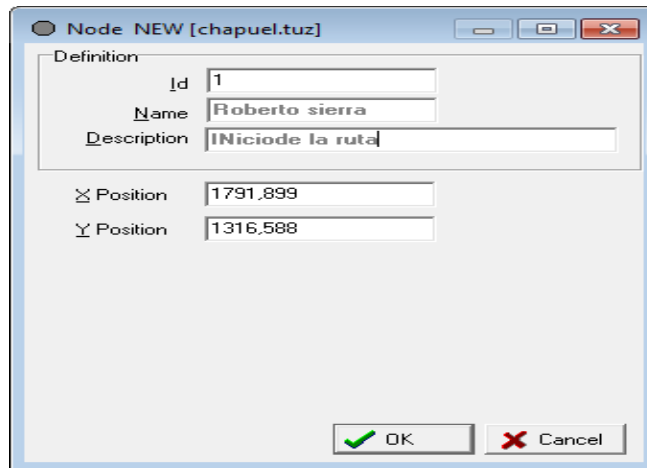 Node NEW [chapuel.tuz]
Definition
Id 1
Name Roberto sierra
Description INiciode la ruta
X Position 1791,899
Y Position 1316,588
OK Cancel